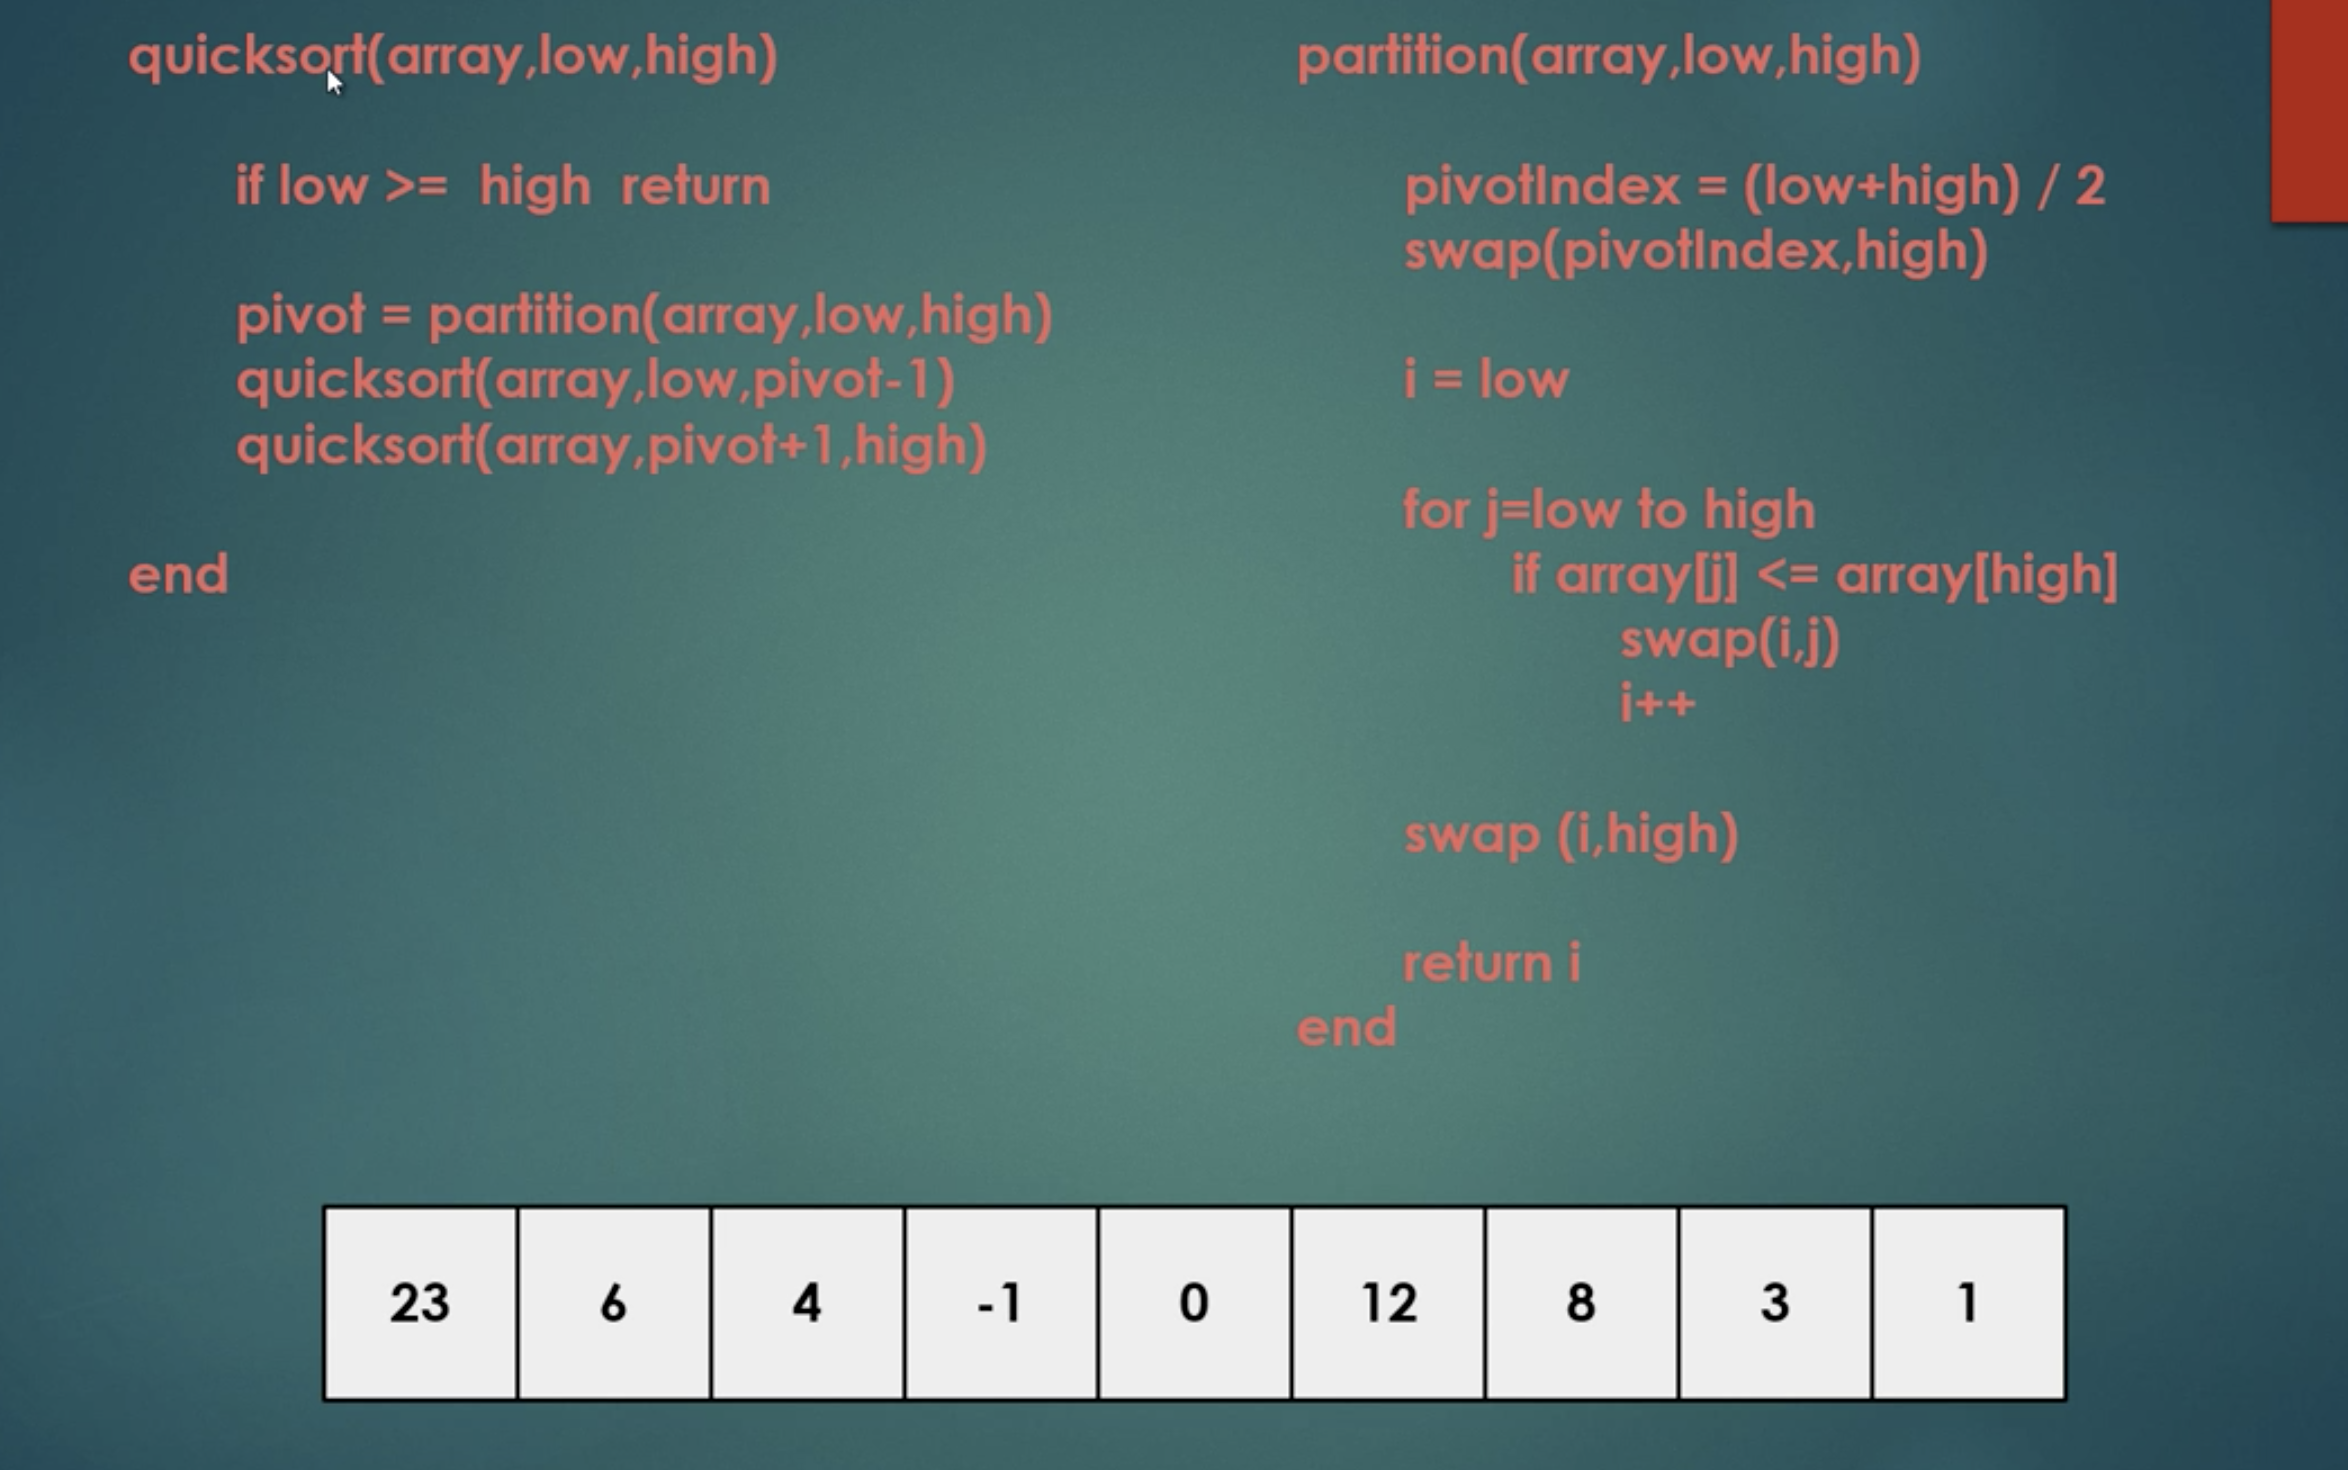 quicksort(array,low,high)
if low >= high return
pivot = partition(array,low,high)
quicksort(array,low,pivot-1)
quicksort(array,pivot+1,high)
end
partition(array,low,high)
pivotIndex = (low+high) / 2
swap(pivotIndex,high)
i = low
for j=low to high
if array[j] <= array[high]
swap(i,j)
i++
swap (i,high)
return i
end
23 6 4 -1 0 12 8 3 1